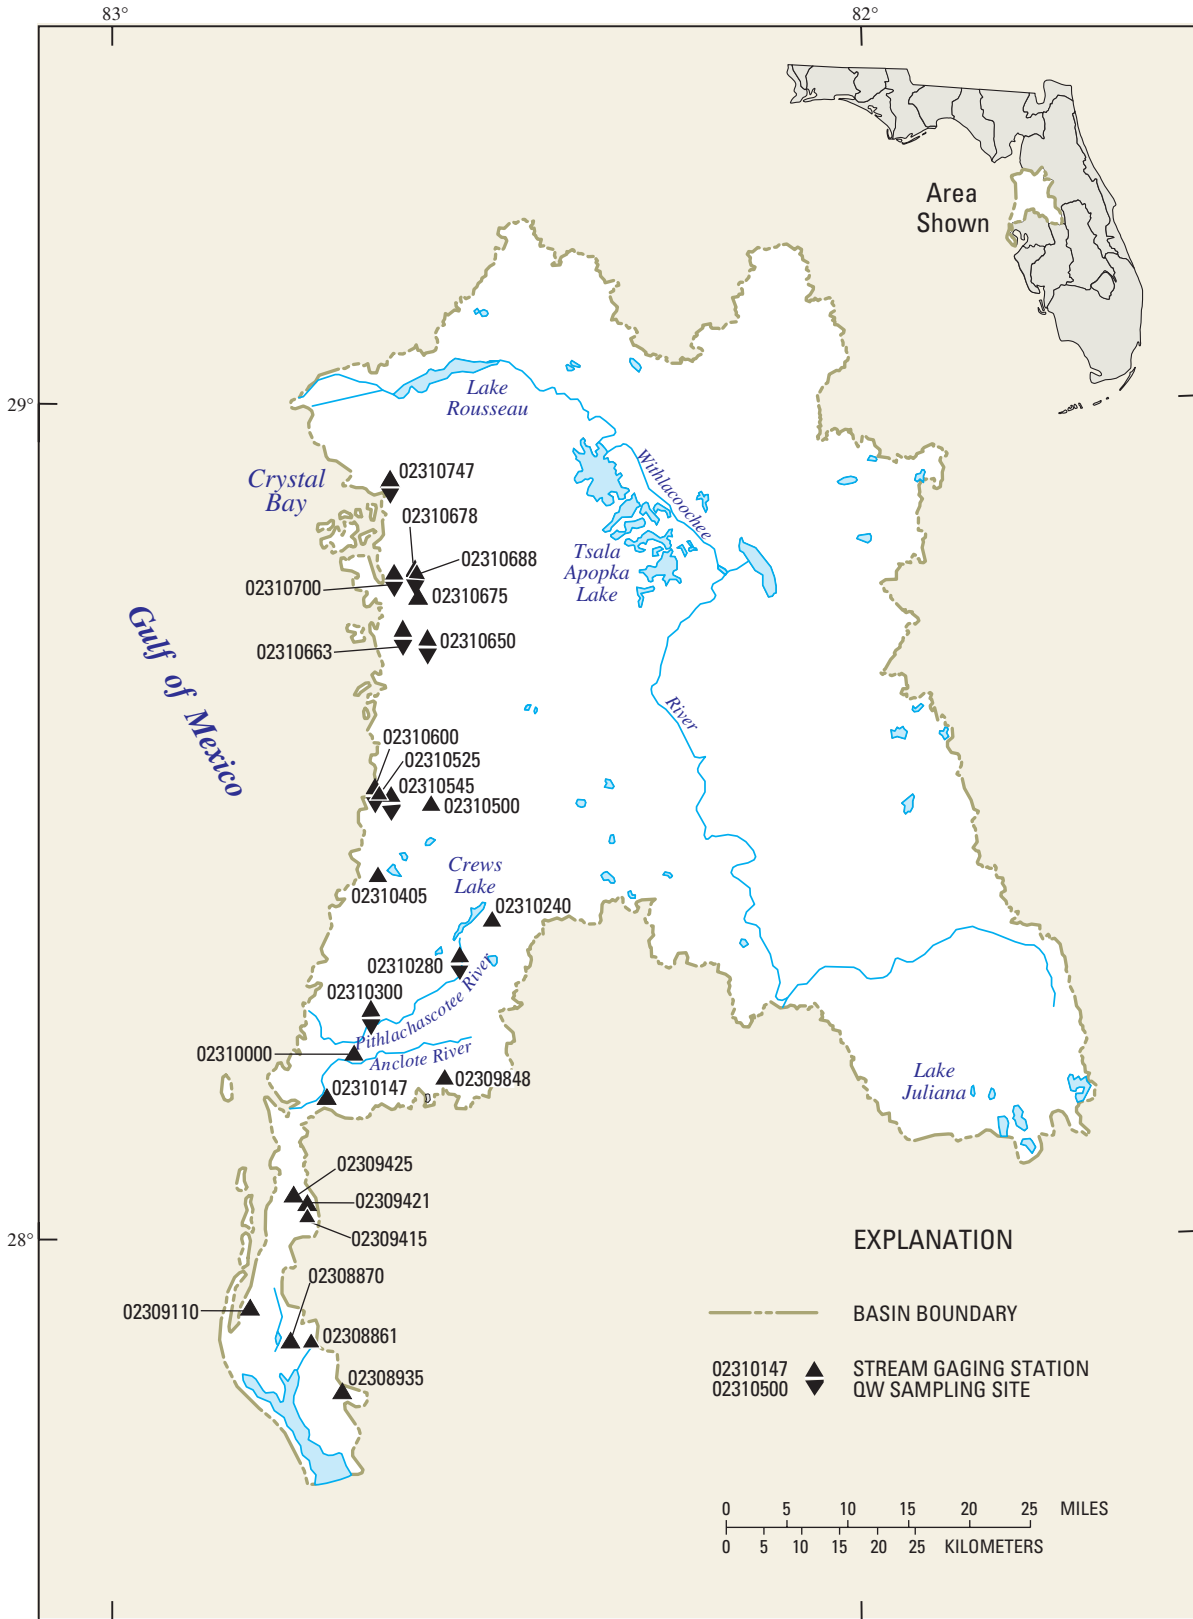 83°
82°
Area
Shown
29°
Lake
Rousseau
Crystal
Bay
02310747
Withlacoochee
02310678
02310688
02310700
02310675
Tsala
Apopka
Lake
Gulf of Mexico
02310663
02310650
River
02310600
02310525
02310545
02310500
Crews
Lake
02310405
02310240
02310280
02310300
Pithlachascotee River
02310000
Anclote River
02309848
02310147
Lake
Juliana
02309425
02309421
02309415
28°
EXPLANATION
02308870
02309110
BASIN BOUNDARY
02308861
02308935
02310147 STREAM GAGING STATION
02310500 QW SAMPLING SITE
0 5 10 15 20 25 MILES
0 5 10 15 20 25 KILOMETERS